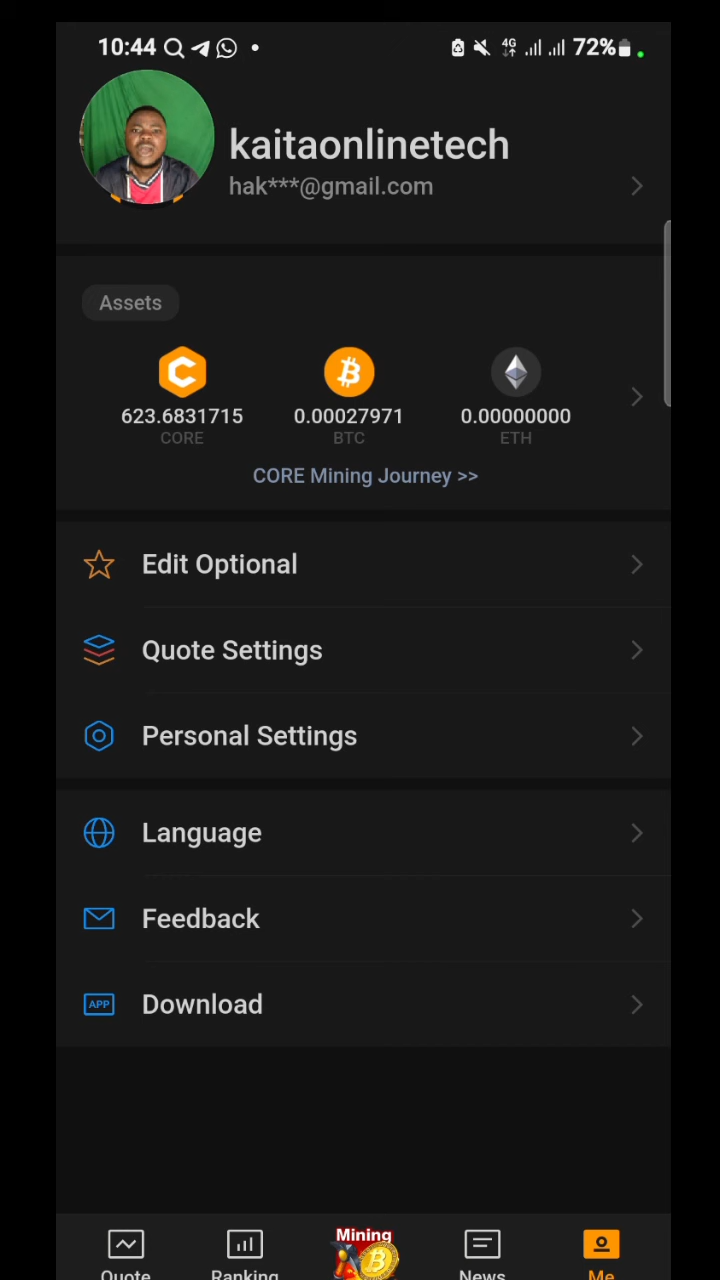 10:44
4G
72%
kaitaonlinetech
hak***@gmail.com
Assets
623.6831715
0.00027971
0.00000000
CORE
BTC
ETH
CORE Mining Journey >>
Edit Optional
Quote Settings
Personal Settings
Language
Feedback
APP
Download
Mining
Quote
Ranking
News
Me